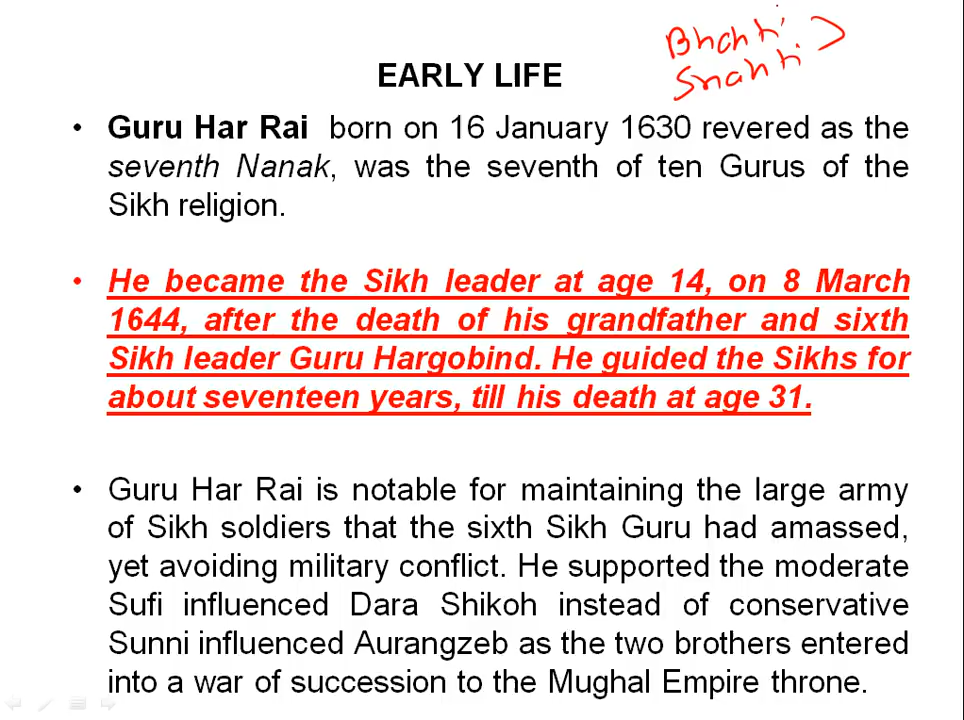 Bhakti >
Shakti
EARLY LIFE
• Guru Har Rai born on 16 January 1630 revered as the
seventh Nanak, was the seventh of ten Gurus of the
Sikh religion.
• He became the Sikh leader at age 14, on 8 March
1644, after the death of his grandfather and sixth
Sikh leader Guru Hargobind. He guided the Sikhs for
about seventeen years, till his death at age 31.
• Guru Har Rai is notable for maintaining the large army
of Sikh soldiers that the sixth Sikh Guru had amassed,
yet avoiding military conflict. He supported the moderate
Sufi influenced Dara Shikoh instead of conservative
Sunni influenced Aurangzeb as the two brothers entered
into a war of succession to the Mughal Empire throne.